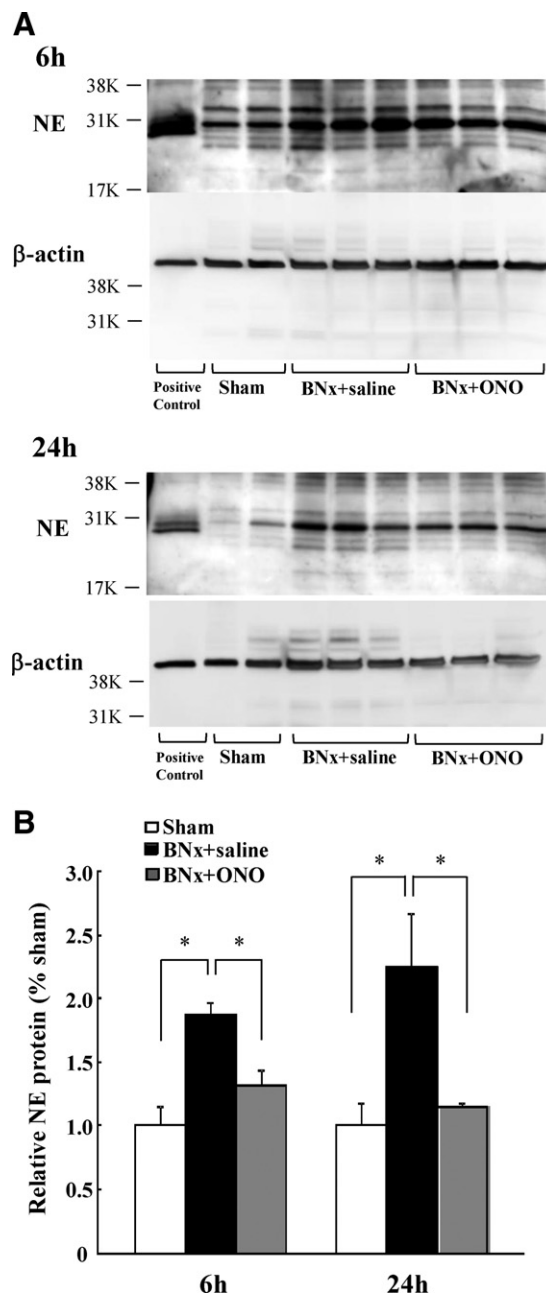 A
6h
38K
NE
31K
17K
β-actin
38K
31K
Positive Control
Sham
BNx+saline
BNx+ONO
24h
38K
31K
NE
17K
β-actin
38K
31K
Positive Control
Sham
BNx+saline
BNx+ONO
B
Sham
BNx+saline
BNx+ONO
Relative NE protein (% sham)
3.0
2.5
2.0
1.5
1.0
0.5
0
* *
* *
6h
24h